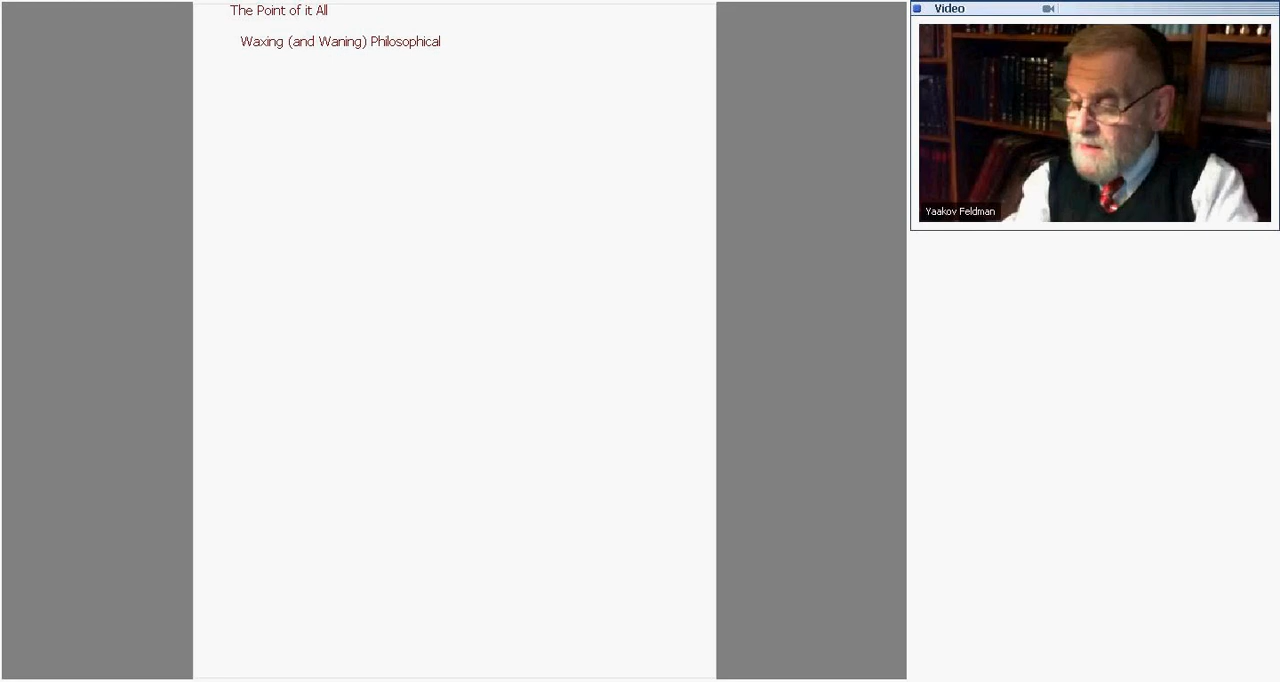 The Point of it All
Waxing (and Waning) Philosophical
Video
Yaakov Feldman